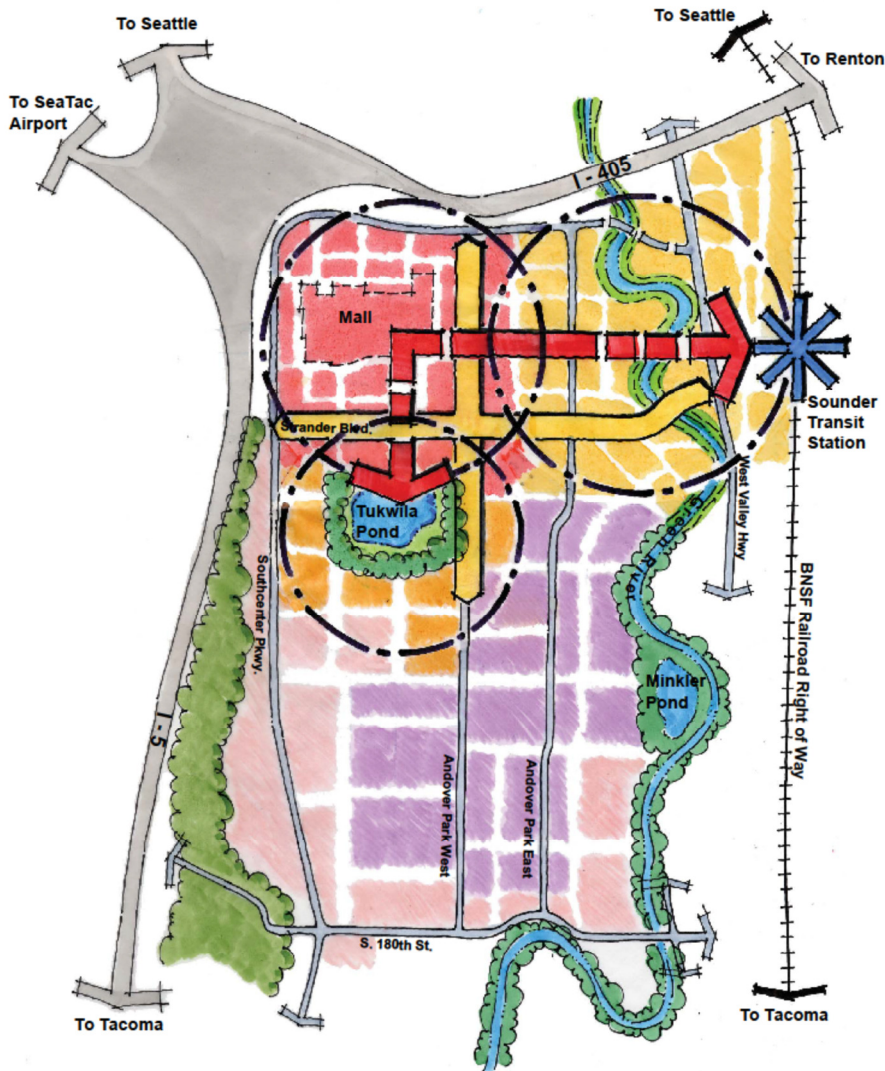 To Seattle
To Seattle
To Renton
To SeaTac
Airport
I - 405
Mall
Sounder
Transit
Station
Strander Blvd.
West Valley Hwy
Tukwila
Pond
Green River
Southcenter Pkwy.
BNSF Railroad Right of Way
Minkler
Pond
I - 5
Andover Park West
Andover Park East
S. 180th St.
To Tacoma
To Tacoma